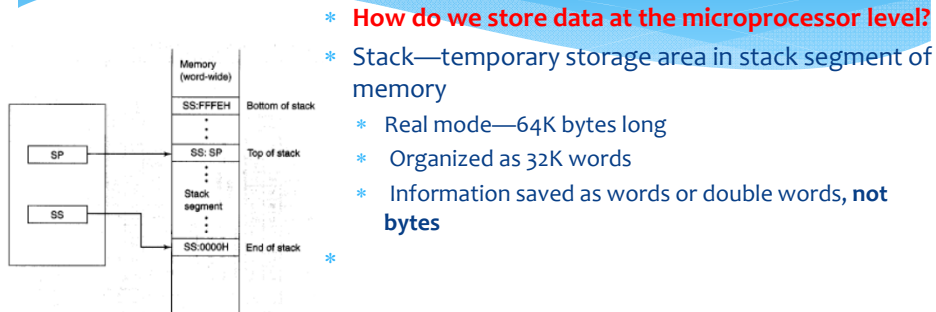 * How do we store data at the microprocessor level?
* Stack—temporary storage area in stack segment of
memory
* Real mode—64K bytes long
* Organized as 32K words
* Information saved as words or double words, not
bytes
*
Memory
(word-wide)
SS:FFFEH Bottom of stack
SP
SS: SP Top of stack
Stack
segment
SS
SS:0000H End of stack